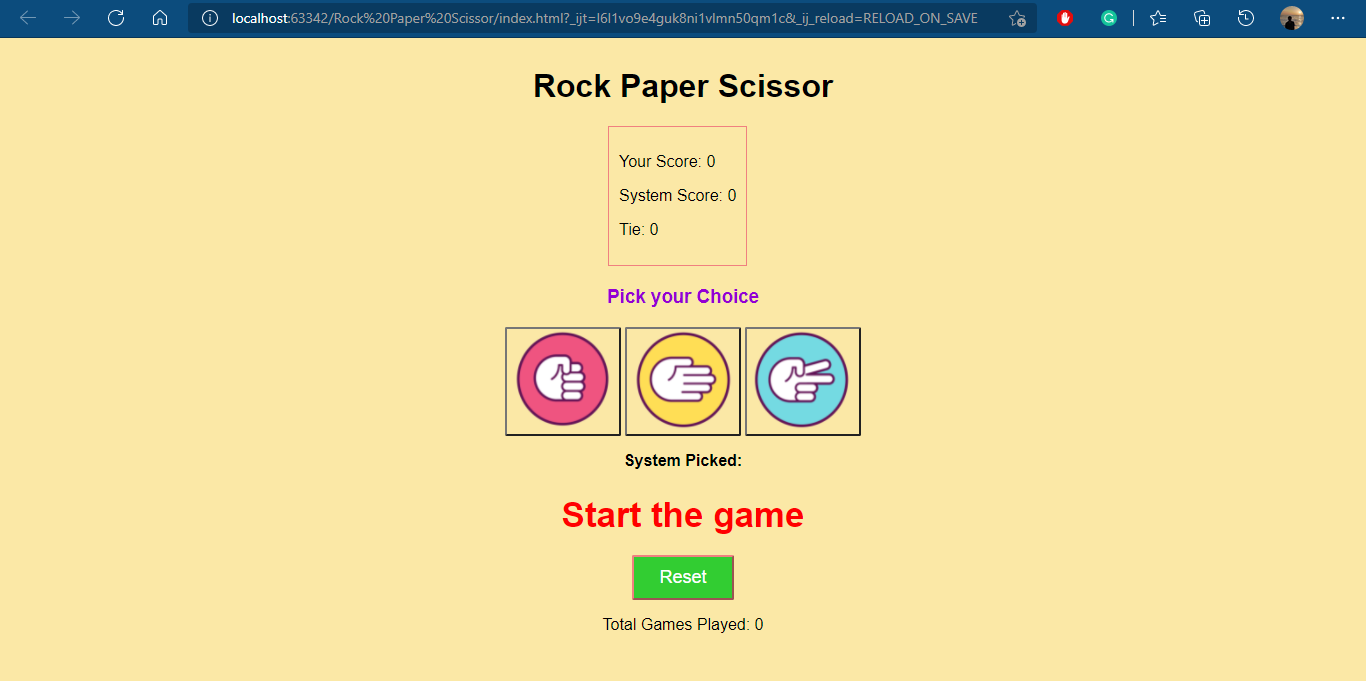 localhost:63342/Rock%20Paper%20Scissor/index.html?_ijt=l6l1vo9e4guk8ni1vlmn50qm1c&_ij_reload=RELOAD_ON_SAVE
Rock Paper Scissor
Your Score: 0
System Score: 0
Tie: 0
Pick your Choice
System Picked:
Start the game
Reset
Total Games Played: 0